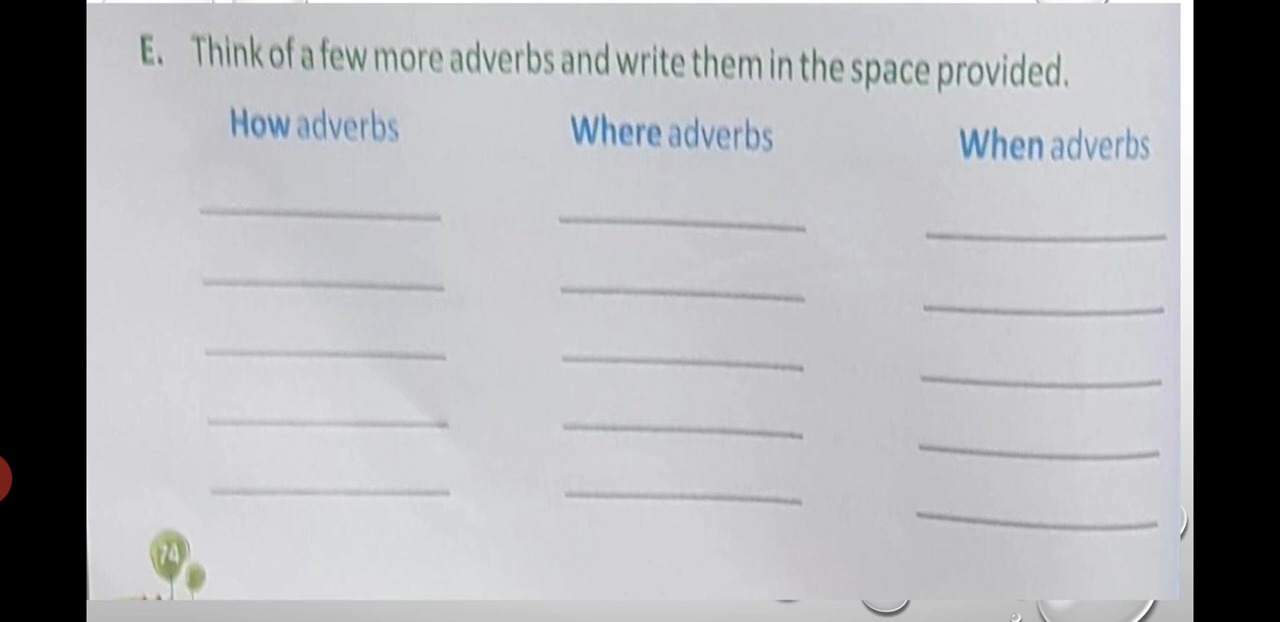 E. Think of a few more adverbs and write them in the space provided.
How adverbs Where adverbs When adverbs
74